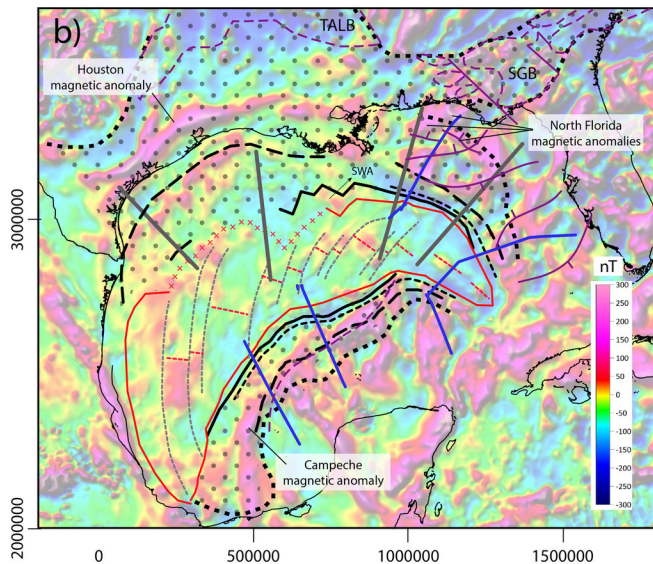 b)
TALB
SGB
Houston
magnetic anomaly
North Florida
magnetic anomalies
SWA
3000000
nT
300
250
200
150
100
50
0
-50
-100
-150
-200
-250
-300
Campeche
magnetic anomaly
2000000
0
500000
1000000
1500000